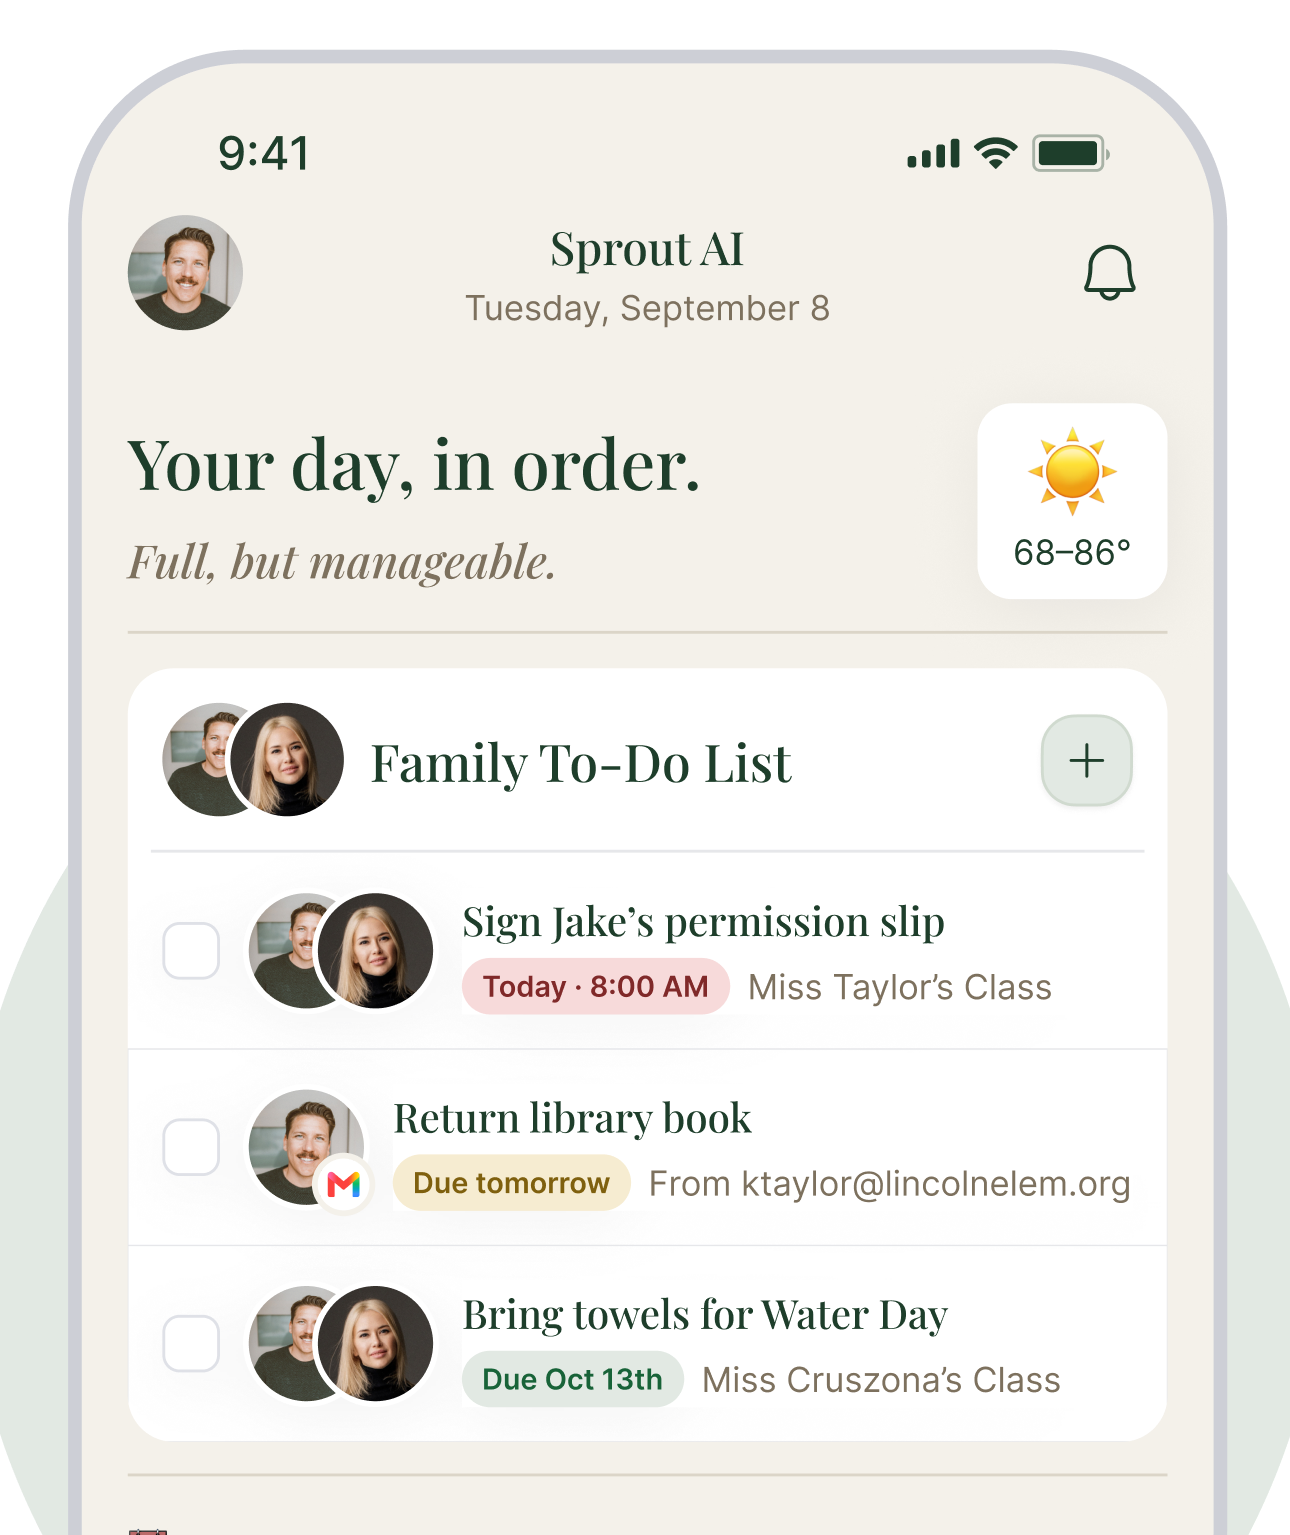 9:41
Sprout AI
Tuesday, September 8
Your day, in order.
Full, but manageable.
68–86°
Family To-Do List
Sign Jake’s permission slip
Today · 8:00 AM Miss Taylor’s Class
Return library book
Due tomorrow From ktaylor@lincolnelem.org
Bring towels for Water Day
Due Oct 13th Miss Cruszona’s Class